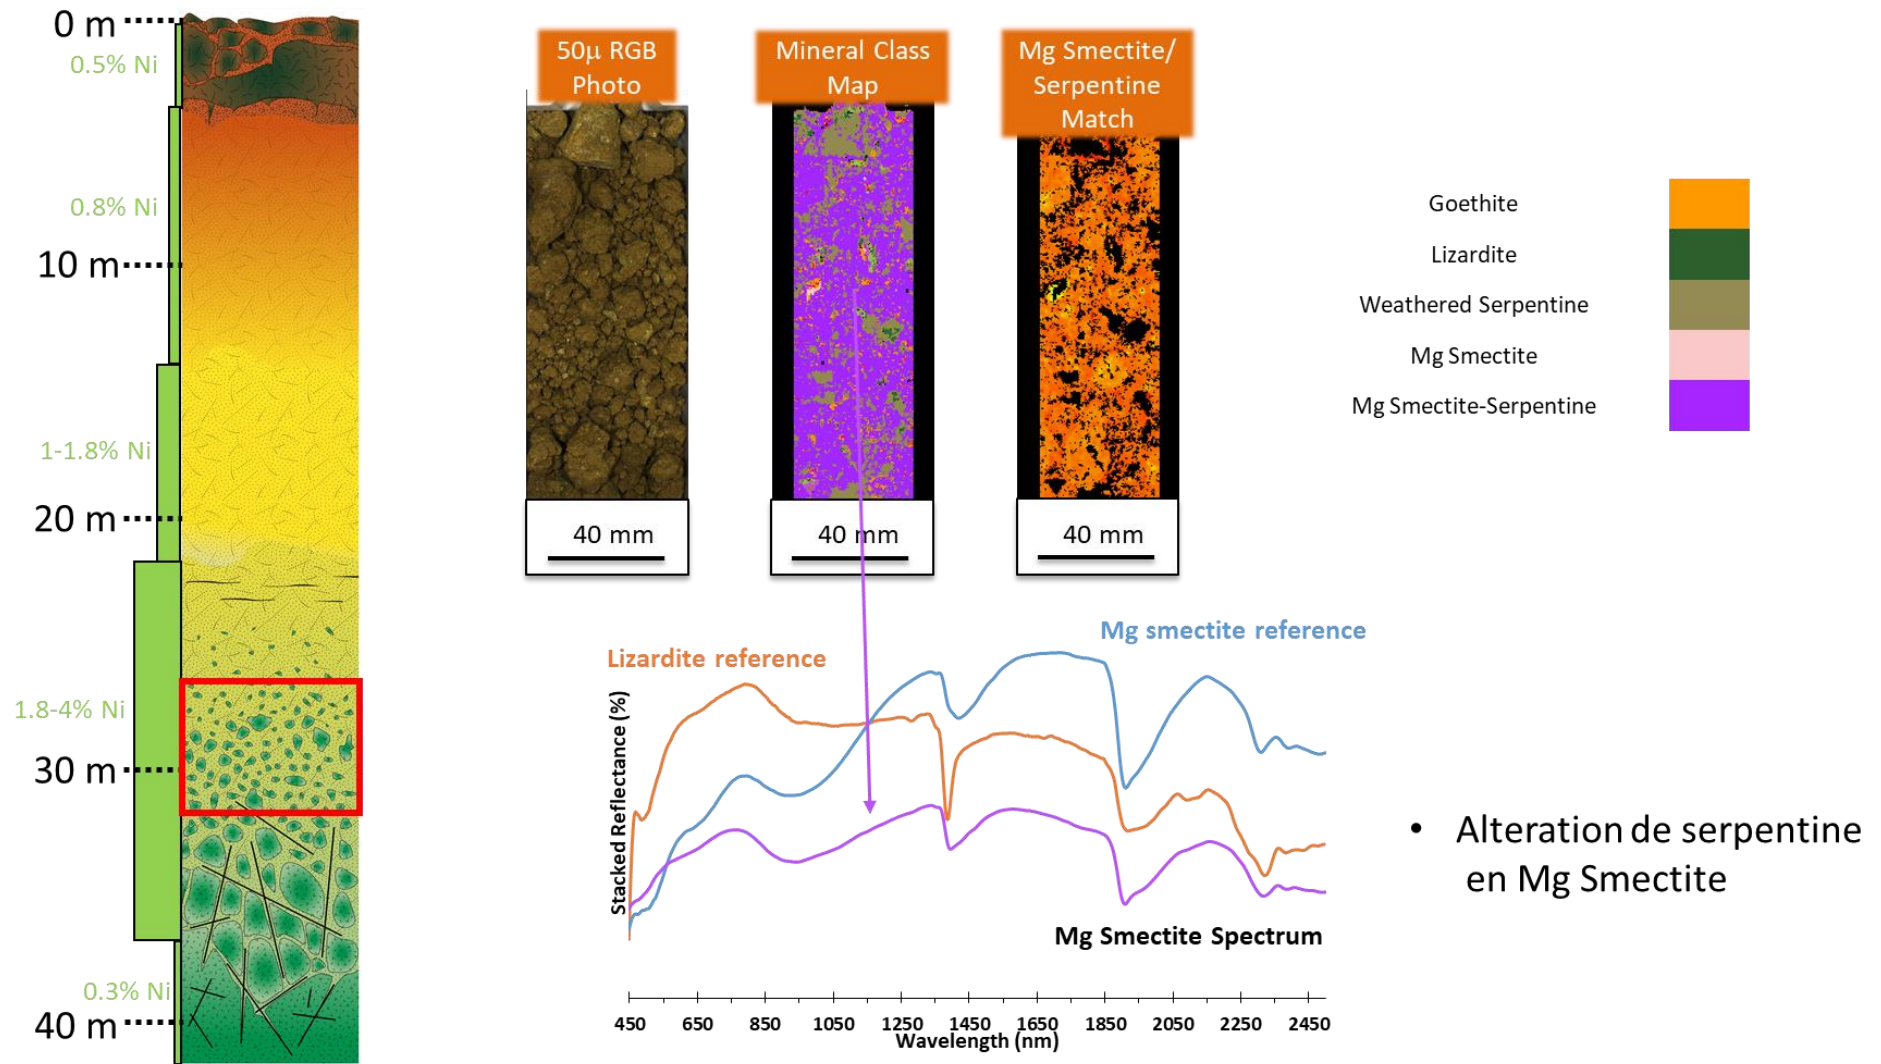 0 m
0.5% Ni
0.8% Ni
10 m
1-1.8% Ni
20 m
1.8-4% Ni
30 m
0.3% Ni
40 m
50µ RGB
Photo
Mineral Class
Map
Mg Smectite/
Serpentine
Match
40 mm
40 mm
40 mm
Goethite
Lizardite
Weathered Serpentine
Mg Smectite
Mg Smectite-Serpentine
Mg smectite reference
Lizardite reference
Stacked Reflectance (%)
Mg Smectite Spectrum
450 650 850 1050 1250 1450 1650 1850 2050 2250 2450
Wavelength (nm)
• Alteration de serpentine
en Mg Smectite